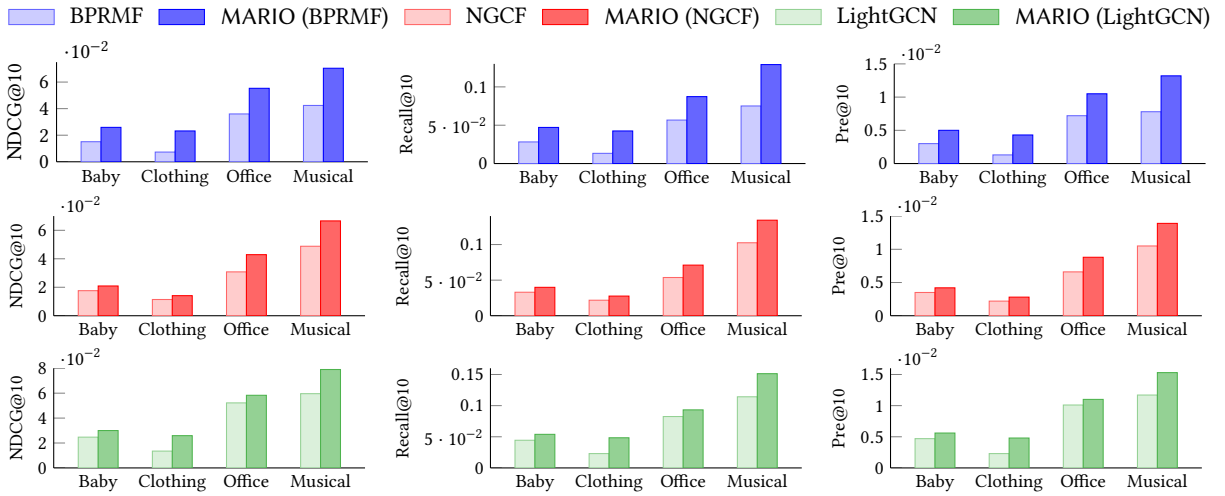 BPRMF MARIO (BPRMF) NGCF MARIO (NGCF) LightGCN MARIO (LightGCN)
·10⁻²
NDCG@10
6
4
2
0
Baby Clothing Office Musical
Recall@10
0.1
5 · 10⁻²
0
Baby Clothing Office Musical
·10⁻²
Pre@10
1.5
1
0.5
0
Baby Clothing Office Musical
·10⁻²
NDCG@10
6
4
2
0
Baby Clothing Office Musical
Recall@10
0.1
5 · 10⁻²
0
Baby Clothing Office Musical
·10⁻²
Pre@10
1.5
1
0.5
0
Baby Clothing Office Musical
·10⁻²
NDCG@10
8
6
4
2
0
Baby Clothing Office Musical
Recall@10
0.15
0.1
5 · 10⁻²
0
Baby Clothing Office Musical
·10⁻²
Pre@10
1.5
1
0.5
0
Baby Clothing Office Musical